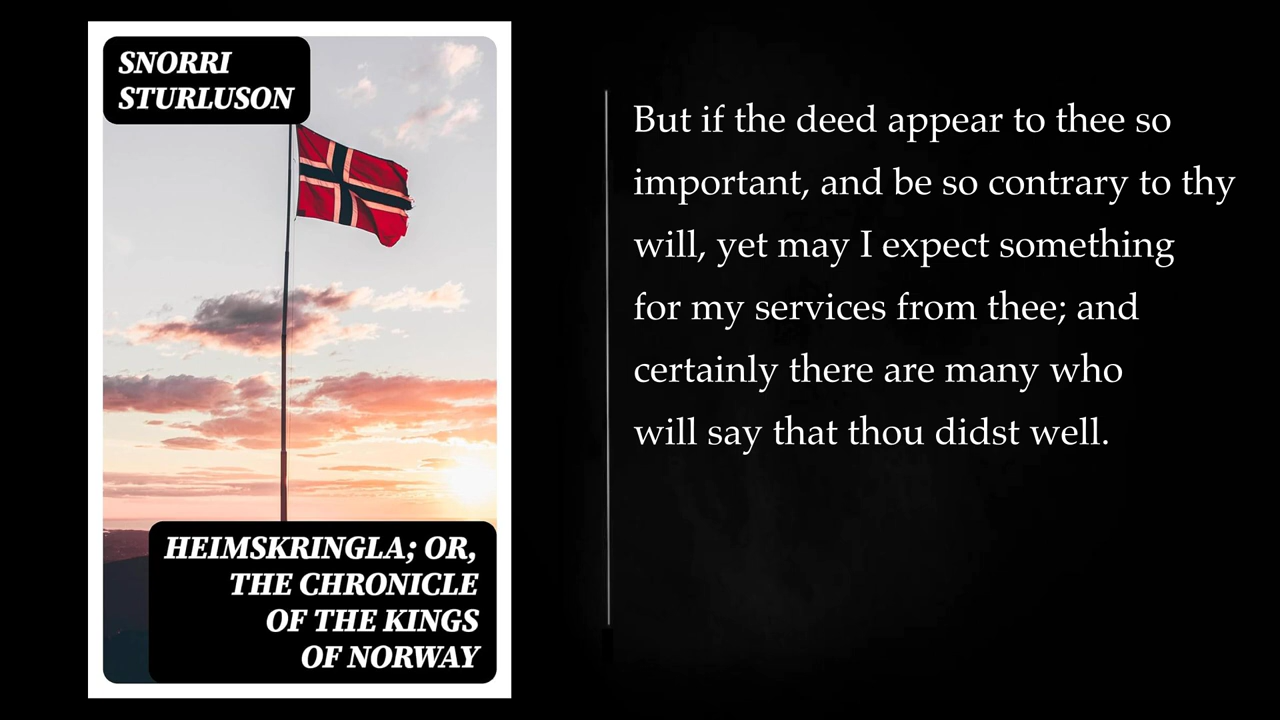 SNORRI
STURLUSON
HEIMSKRINGLA; OR,
THE CHRONICLE
OF THE KINGS
OF NORWAY
But if the deed appear to thee so
important, and be so contrary to thy
will, yet may I expect something
for my services from thee; and
certainly there are many who
will say that thou didst well.